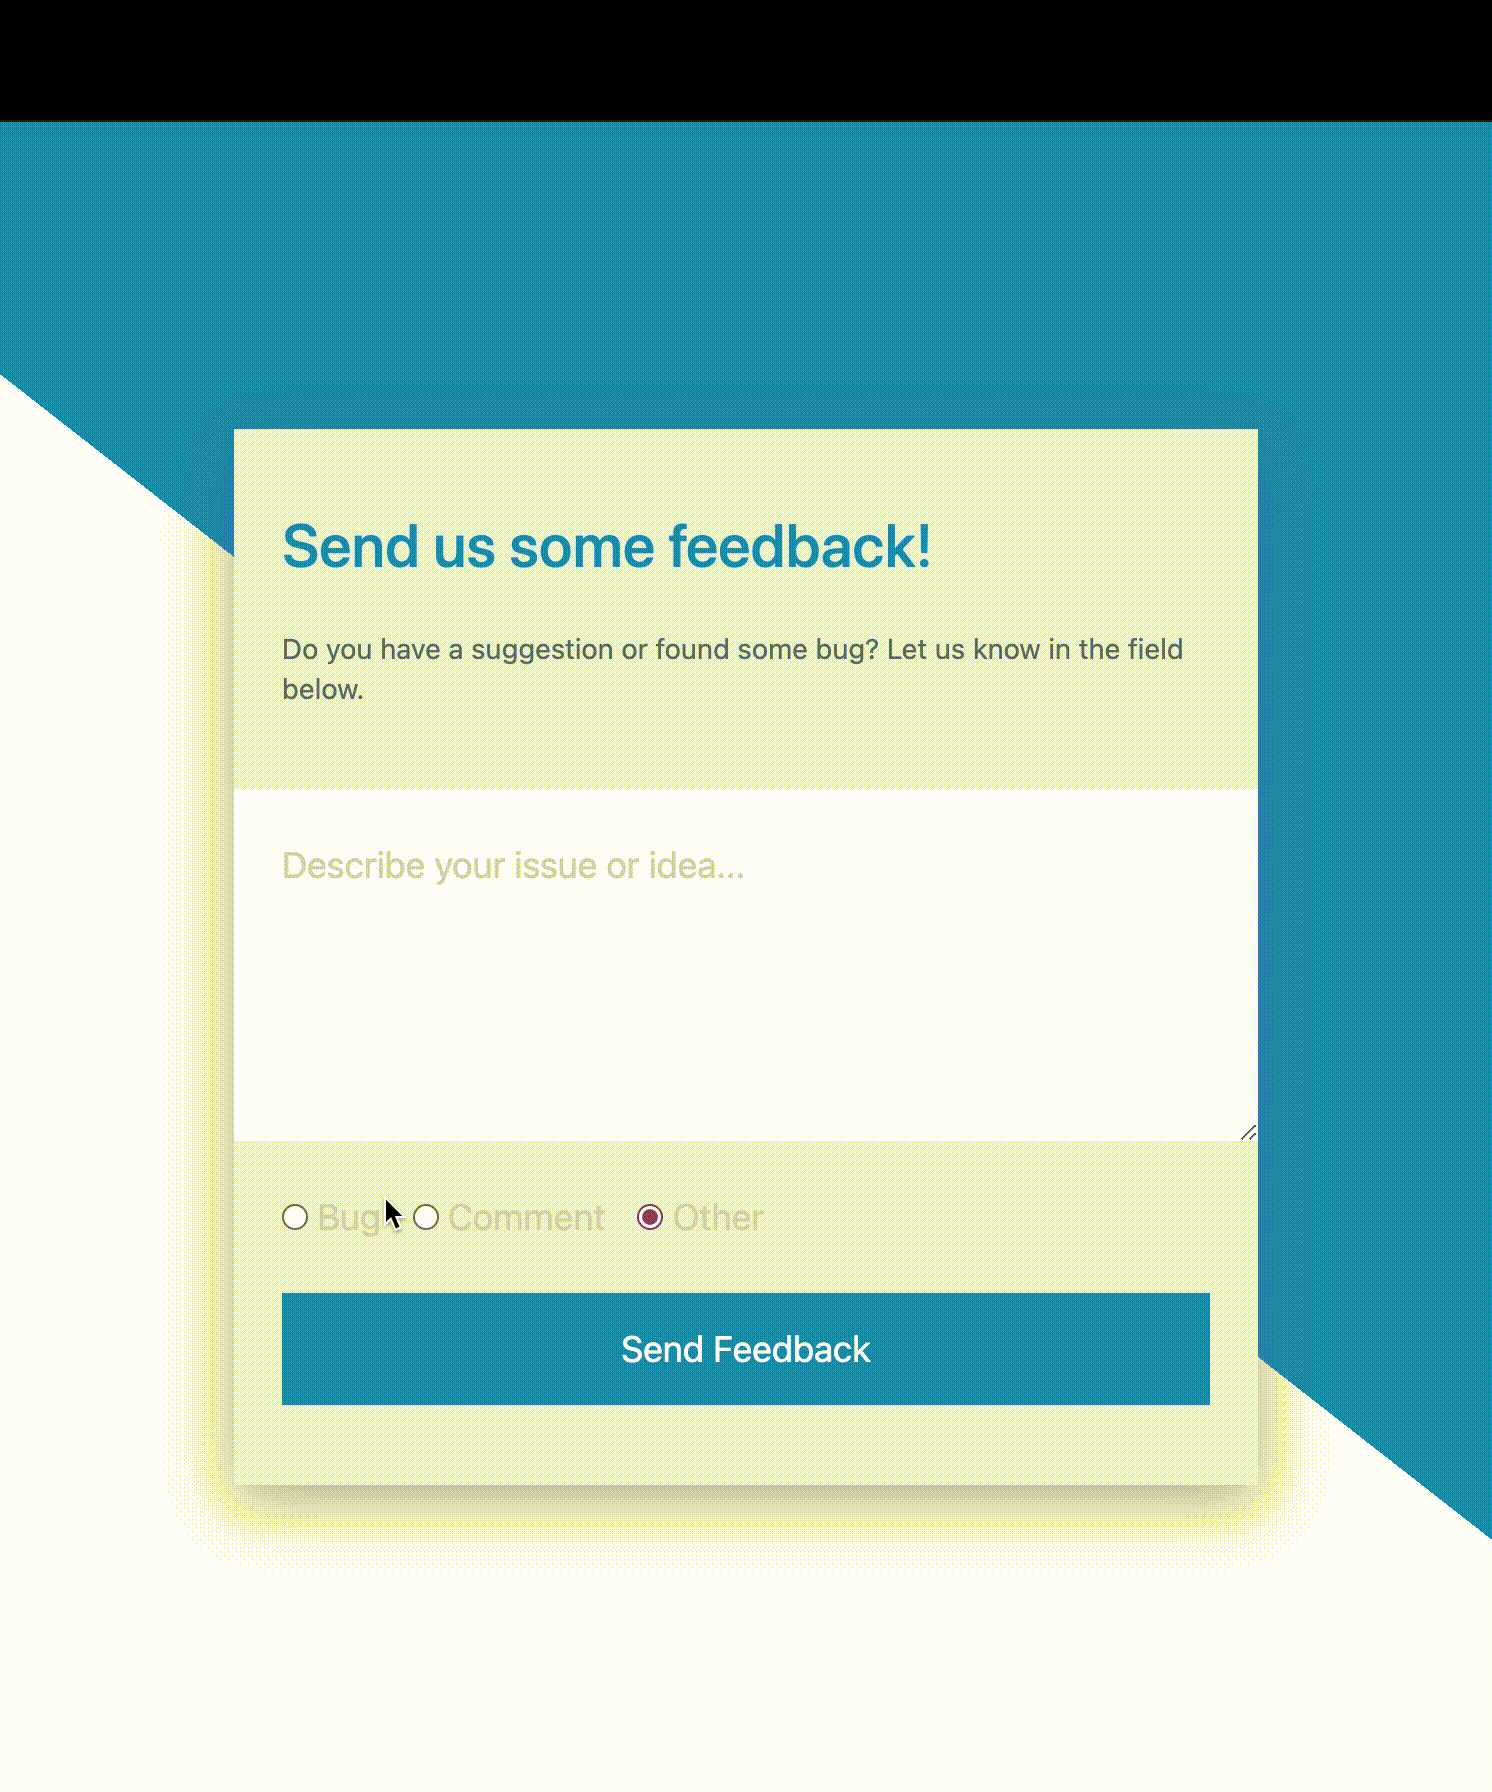 Send us some feedback!
Do you have a suggestion or found some bug? Let us know in the field
below.
Describe your issue or idea...
Bug Comment Other
Send Feedback